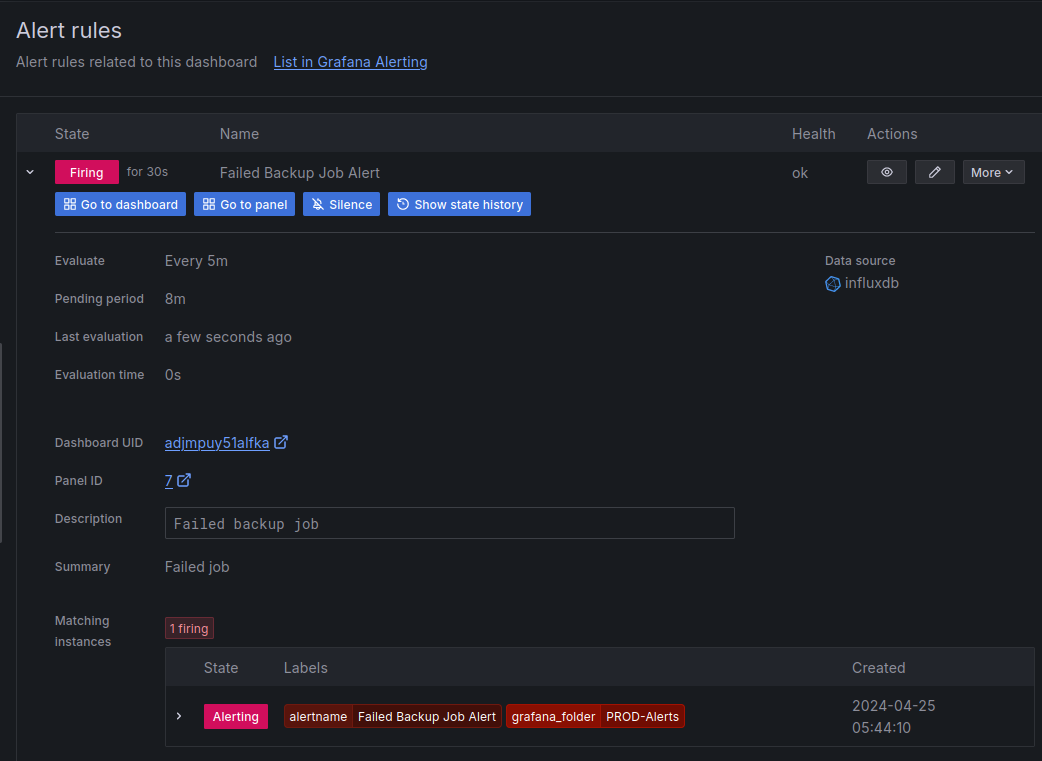 Alert rules
Alert rules related to this dashboard List in Grafana Alerting
State Name Health Actions
Firing for 30s Failed Backup Job Alert ok More
Go to dashboard Go to panel Silence Show state history
Evaluate Every 5m Data source
influxdb
Pending period 8m
Last evaluation a few seconds ago
Evaluation time 0s
Dashboard UID adjmpuy51alfka
Panel ID 7
Description Failed backup job
Summary Failed job
Matching instances 1 firing
State Labels Created
Alerting alertname Failed Backup Job Alert grafana_folder PROD-Alerts 2024-04-25
05:44:10